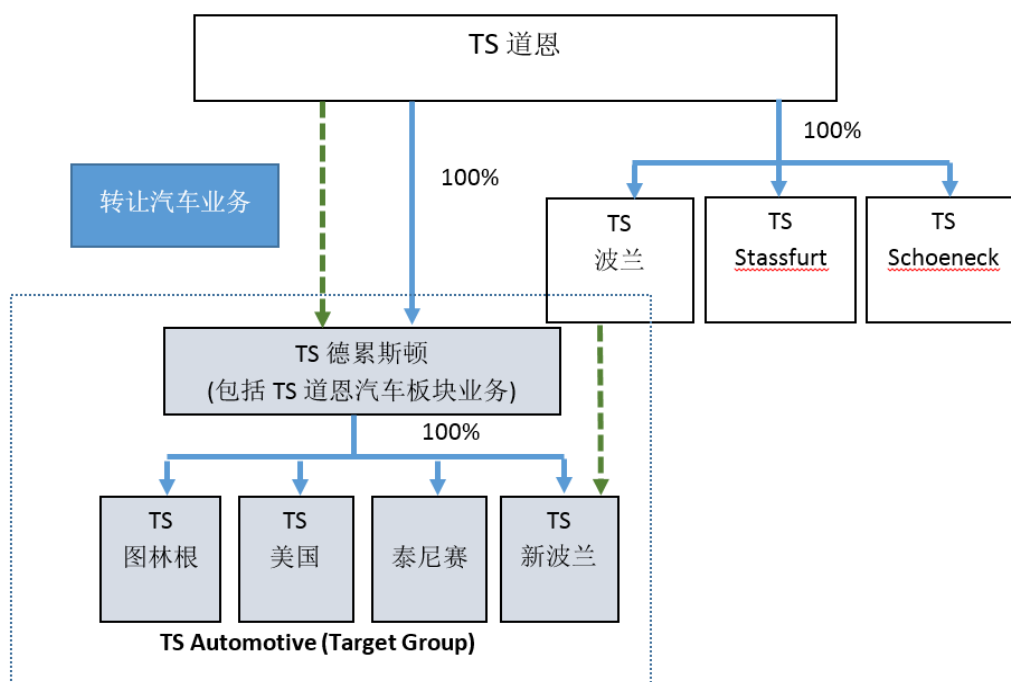 TS 道恩
100%
转让汽车业务
100%
TS
波兰
TS
Stassfurt
TS
Schoeneck
TS 德累斯顿
(包括 TS 道恩汽车板块业务)
100%
TS
图林根
TS
美国
泰尼赛
TS
新波兰
TS Automotive (Target Group)